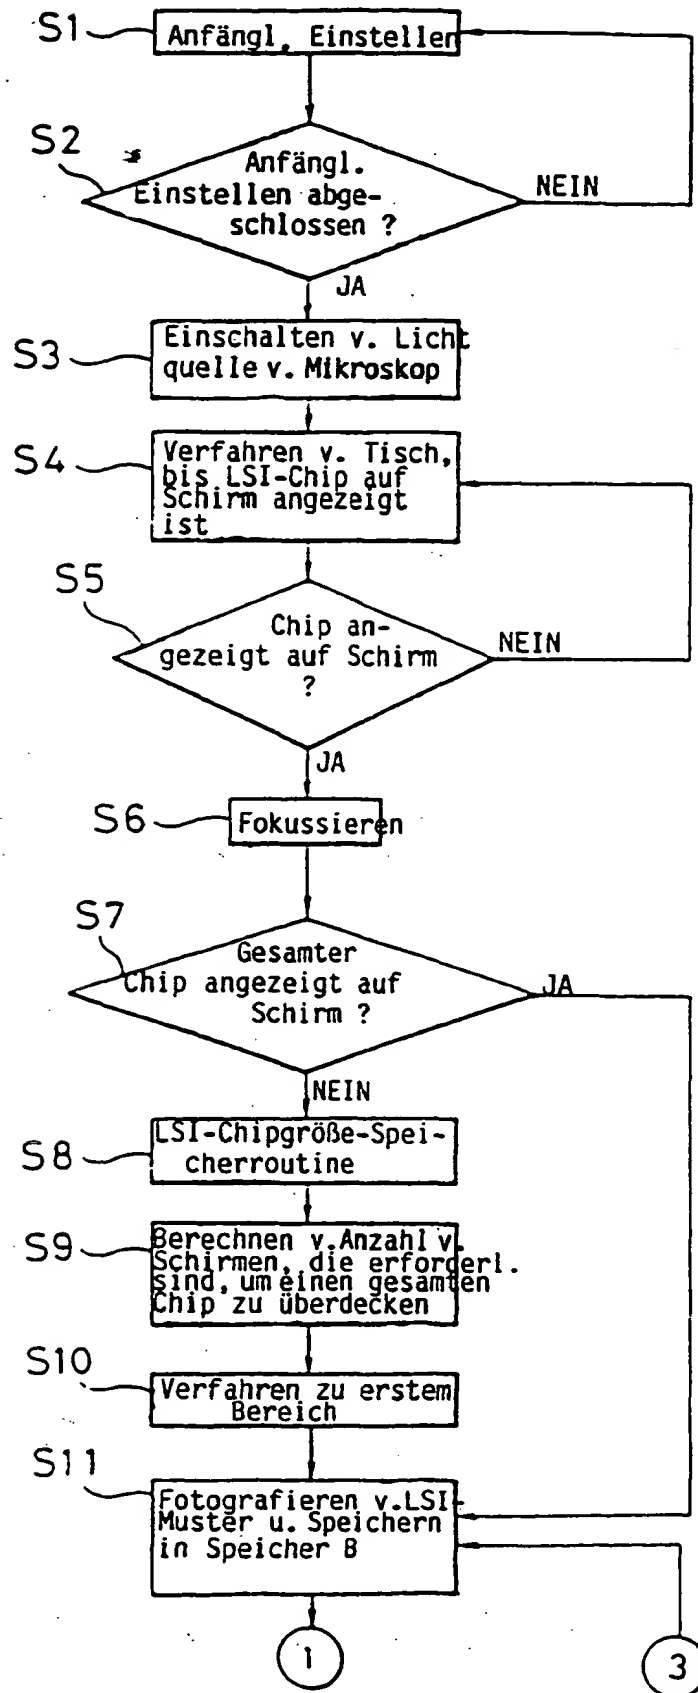 S1
Anfängl. Einstellen
S2
Anfängl.
Einstellen abge-
schlossen ?
NEIN
JA
S3
Einschalten v. Licht
quelle v. Mikroskop
S4
Verfahren v. Tisch,
bis LSI-Chip auf
Schirm angezeigt
ist
S5
Chip an-
gezeigt auf Schirm
?
NEIN
JA
S6
Fokussieren
S7
Gesamter
Chip angezeigt auf
Schirm ?
JA
NEIN
S8
LSI-Chipgröße-Spei-
cherroutine
S9
Berechnen v.Anzahl v.
Schirmen, die erforderl.
sind, um einen gesamten
Chip zu überdecken
S10
Verfahren zu erstem
Bereich
S11
Fotografieren v.LSI-
Muster u. Speichern
in Speicher B
1
3